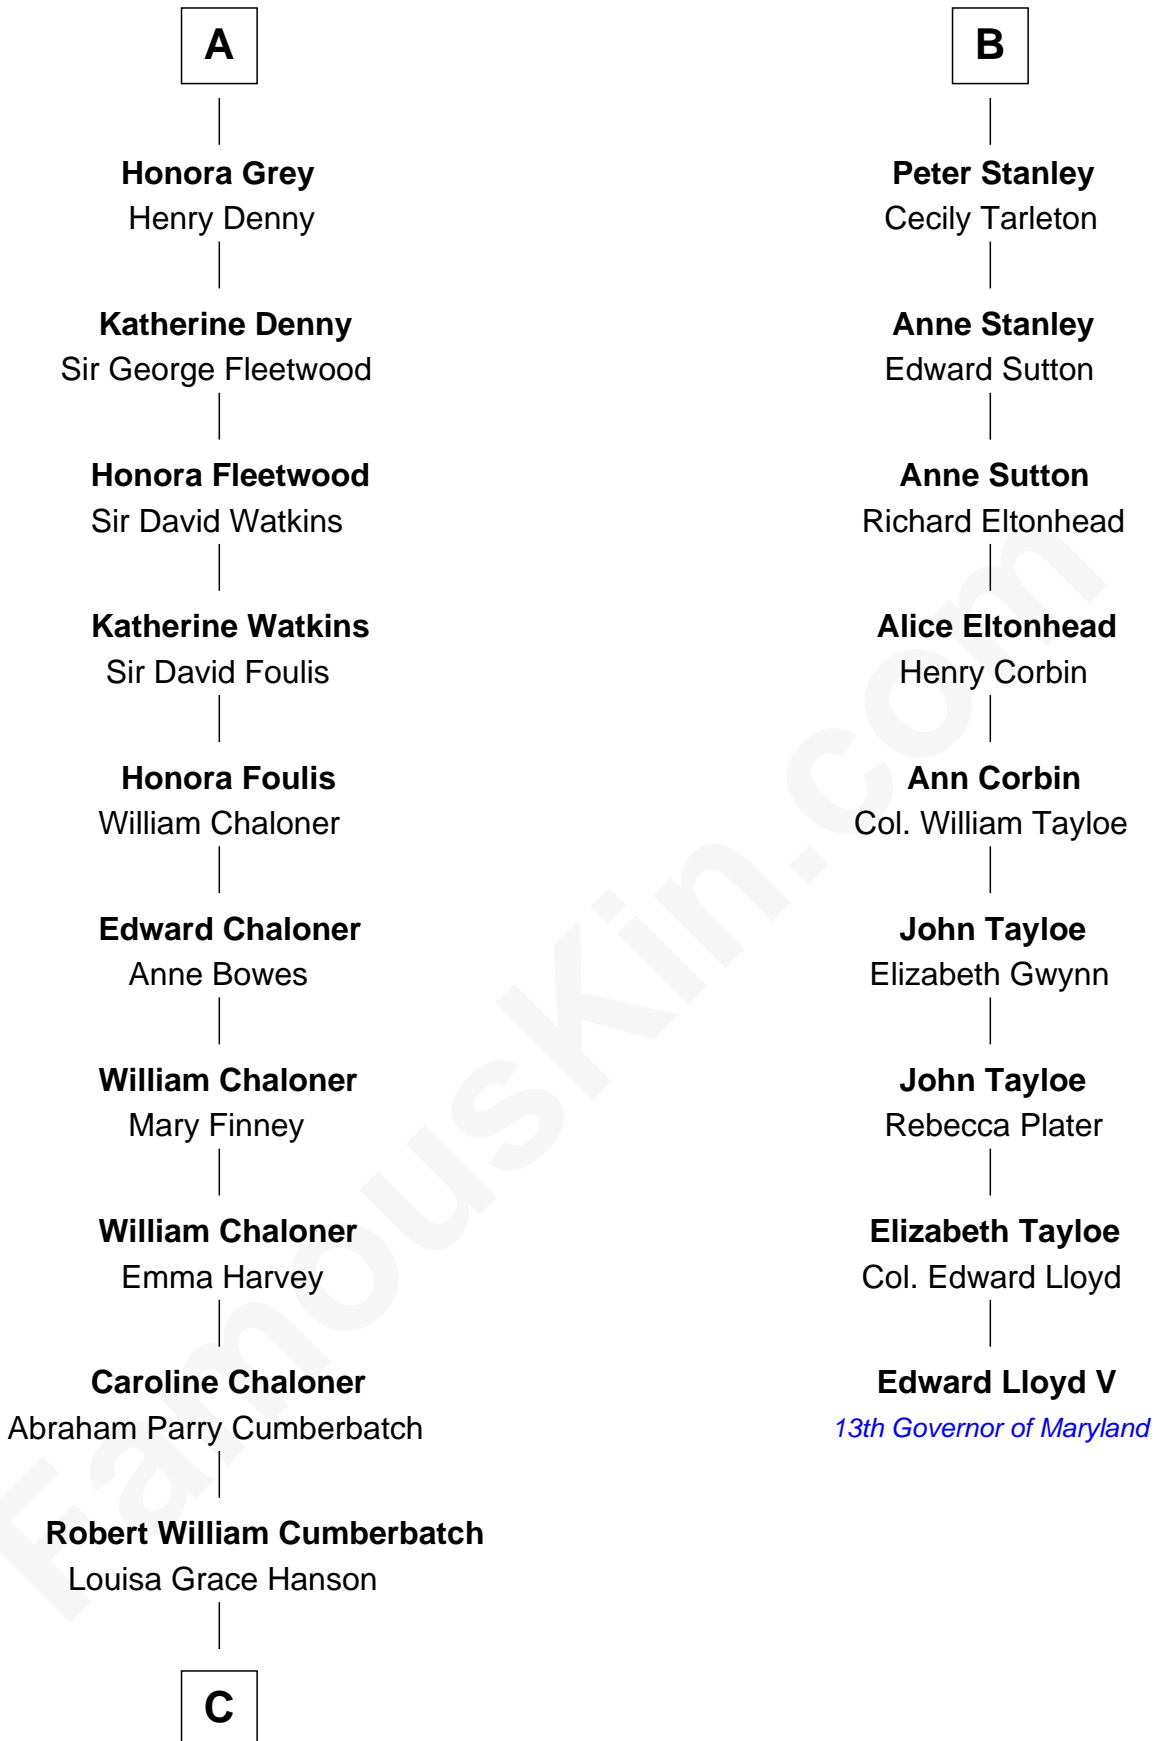 A
Honora Grey
Henry Denny
Katherine Denny
Sir George Fleetwood
Honora Fleetwood
Sir David Watkins
Katherine Watkins
Sir David Foulis
Honora Foulis
William Chaloner
Edward Chaloner
Anne Bowes
William Chaloner
Mary Finney
William Chaloner
Emma Harvey
Caroline Chaloner
Abraham Parry Cumberbatch
Robert William Cumberbatch
Louisa Grace Hanson
C
B
Peter Stanley
Cecily Tarleton
Anne Stanley
Edward Sutton
Anne Sutton
Richard Eltonhead
Alice Eltonhead
Henry Corbin
Ann Corbin
Col. William Tayloe
John Tayloe
Elizabeth Gwynn
John Tayloe
Rebecca Plater
Elizabeth Tayloe
Col. Edward Lloyd
Edward Lloyd V
13th Governor of Maryland
FamousKin.com